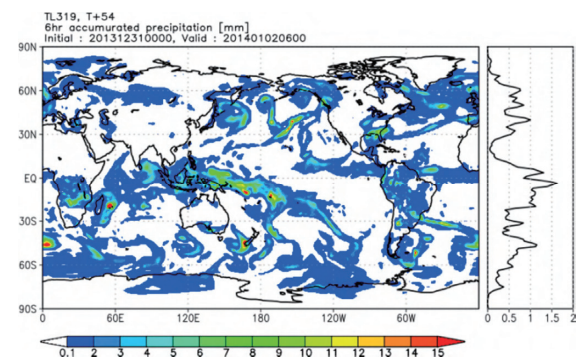 TL319, T+54
6hr accumurated precipitation [mm]
Initial : 201312310000, Valid : 201401020600
90N
60N
30N
EQ
30S
60S
90S
0 60E 120E 180 120W 60W 0 0.5 1 1.5 2
0.1 2 3 4 5 6 7 8 9 10 11 12 13 14 15